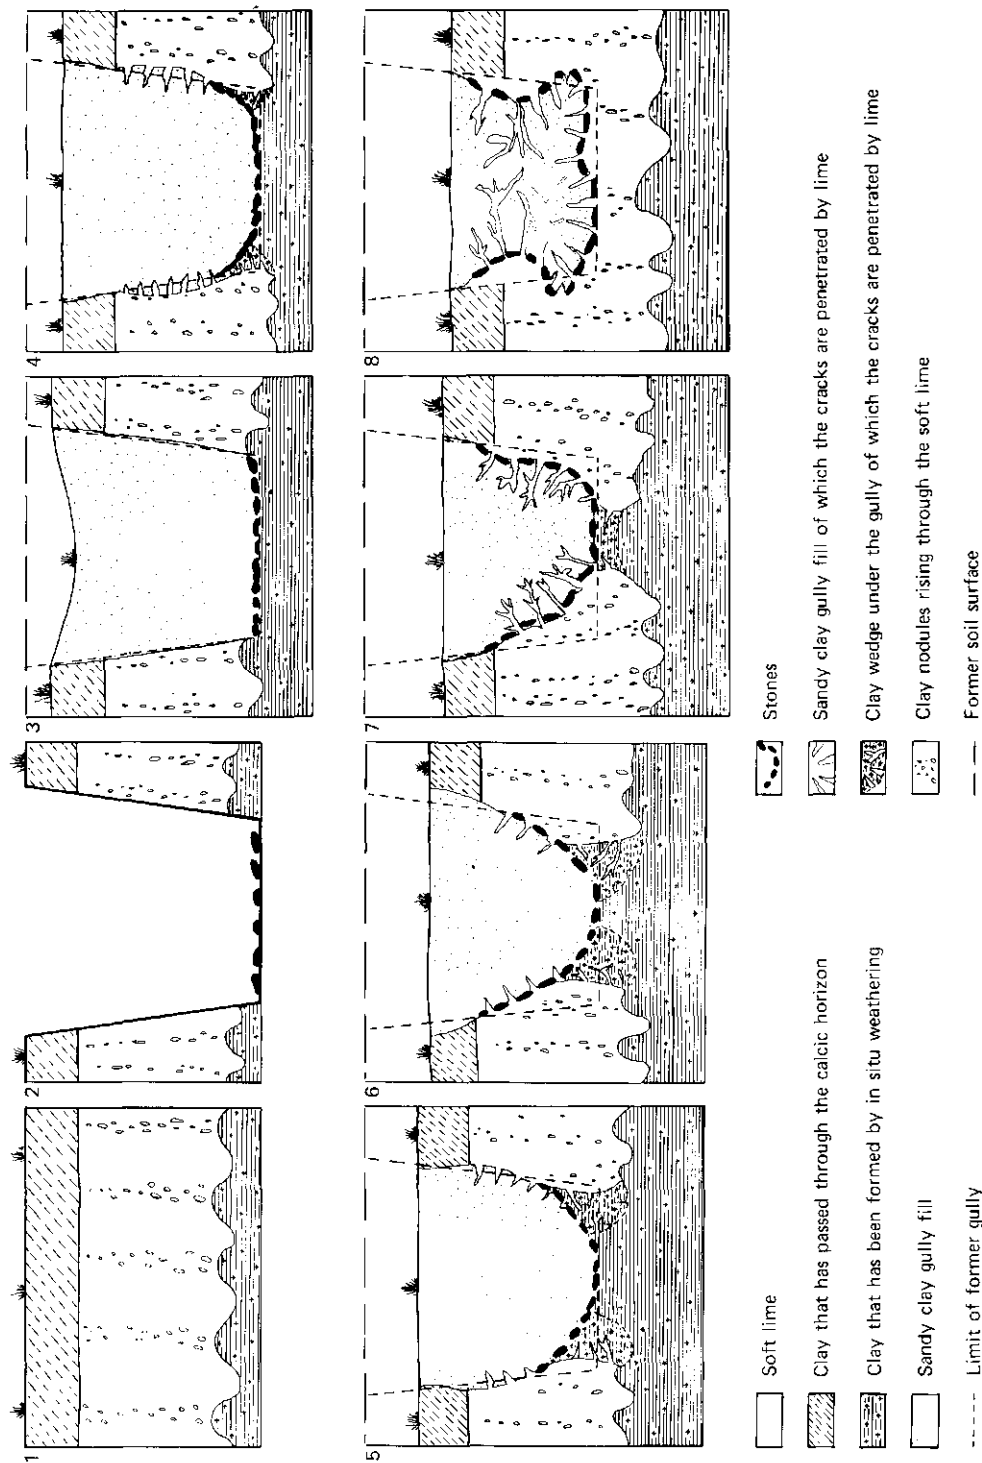 1
2
3
4
5
6
7
8
Soft lime
Clay that has passed through the calcic horizon
Clay that has been formed by in situ weathering
Sandy clay gully fill
Limit of former gully
Stones
Sandy clay gully fill of which the cracks are penetrated by lime
Clay wedge under the gully of which the cracks are penetrated by lime
Clay nodules rising through the soft lime
Former soil surface